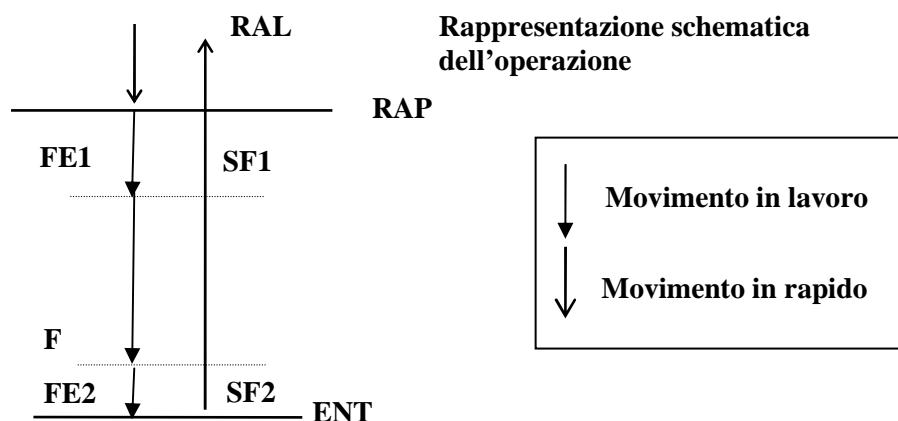 RAL
Rappresentazione schematica
dell’operazione
RAP
FE1
SF1
Movimento in lavoro
Movimento in rapido
F
FE2
SF2
ENT